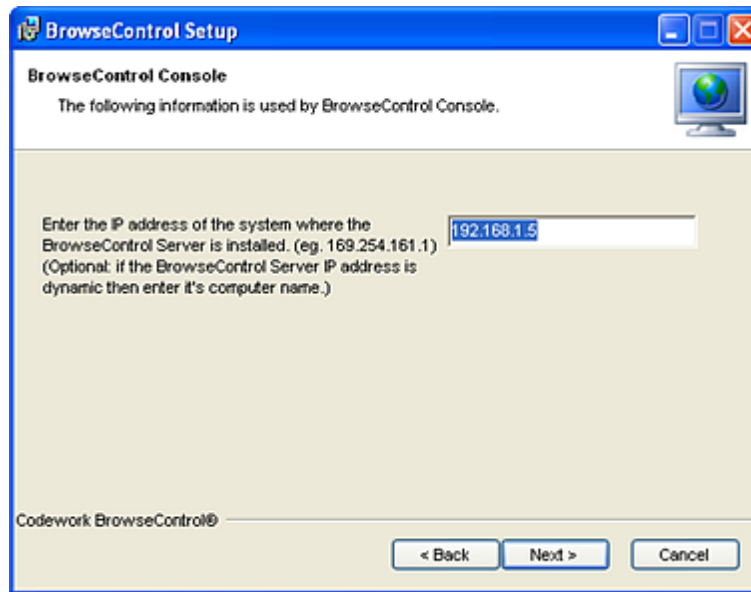 BrowseControl Setup
BrowseControl Console
The following information is used by BrowseControl Console.
Enter the IP address of the system where the
BrowseControl Server is installed. (eg. 169.254.161.1)
(Optional: if the BrowseControl Server IP address is
dynamic then enter it's computer name.)
192.168.1.5
Codework BrowseControl®
< Back
Next >
Cancel